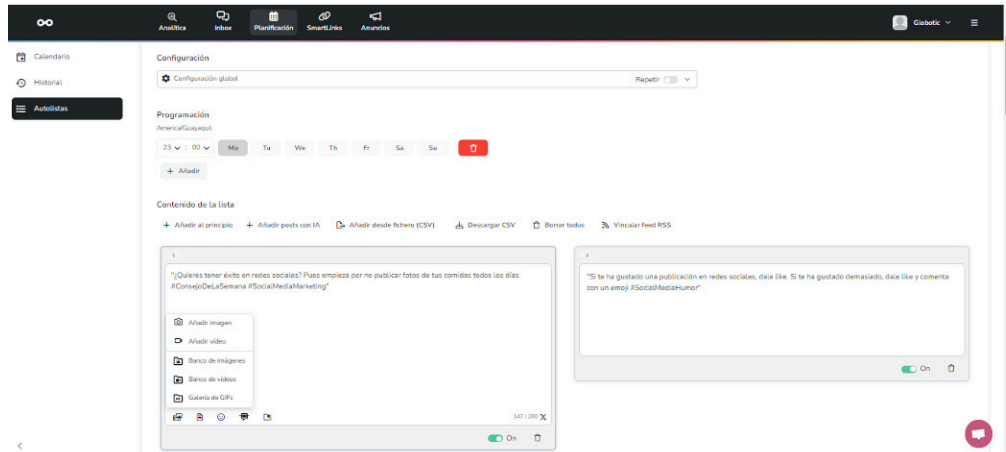 Analítica
Inbox
Planificación
SmartLinks
Anuncios
Giobotic
Calendario
Historial
Autolistas
Configuración
Configuración global
Repetir
Programación
America/Guayaquil
23 : 00 Mo Tu We Th Fr Sa Su
+ Añadir
Contenido de la lista
+ Añadir al principio + Añadir posts con IA Añadir desde fichero (CSV) Descargar CSV Borrar todos Vincular feed RSS
1
"¿Quieres tener éxito en redes sociales? Pues empieza por no publicar fotos de tus comidas todos los días
#ConsejoDeLaSemana #SocialMediaMarketing"
Añadir imagen
Añadir vídeo
Banco de imágenes
Banco de vídeos
Galería de GIFs
147 / 280
On
2
"Si te ha gustado una publicación en redes sociales, dale like. Si te ha gustado demasiado, dale like y comenta
con un emoji #SocialMediaHumor"
On